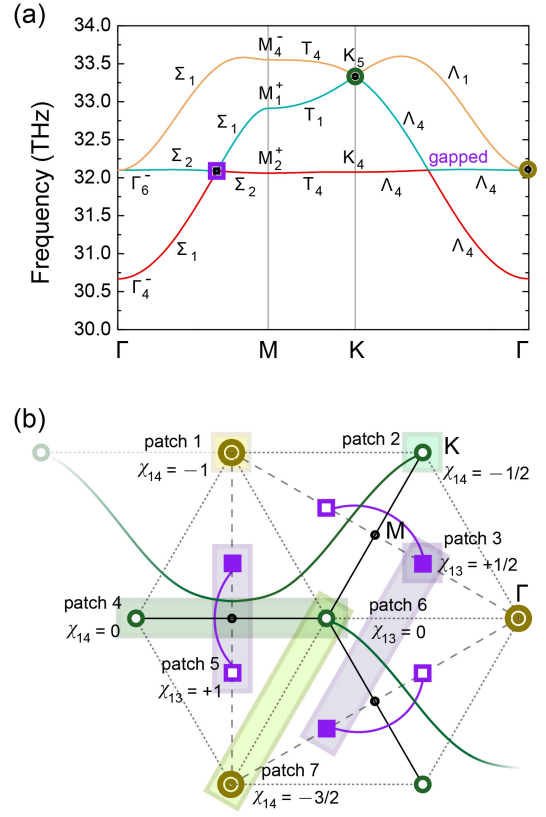 (a)
34.0
33.5
33.0
32.5
32.0
31.5
31.0
30.5
30.0
Frequency (THz)
M₄⁻
T₄
K₅
Σ₁
M₁⁺
Λ₁
Σ₁
T₁
Λ₄
gapped
Σ₂
M₂⁺
K₄
Γ₆⁻
Σ₂
T₄
Λ₄
Λ₄
Σ₁
Λ₄
Γ₄⁻
Γ
M
K
Γ
(b)
patch 1
χ₁₄ = −1
patch 2
K
χ₁₄ = −1/2
M
patch 3
χ₁₃ = +1/2
Γ
patch 4
χ₁₄ = 0
patch 6
χ₁₃ = 0
patch 5
χ₁₃ = +1
patch 7
χ₁₄ = −3/2